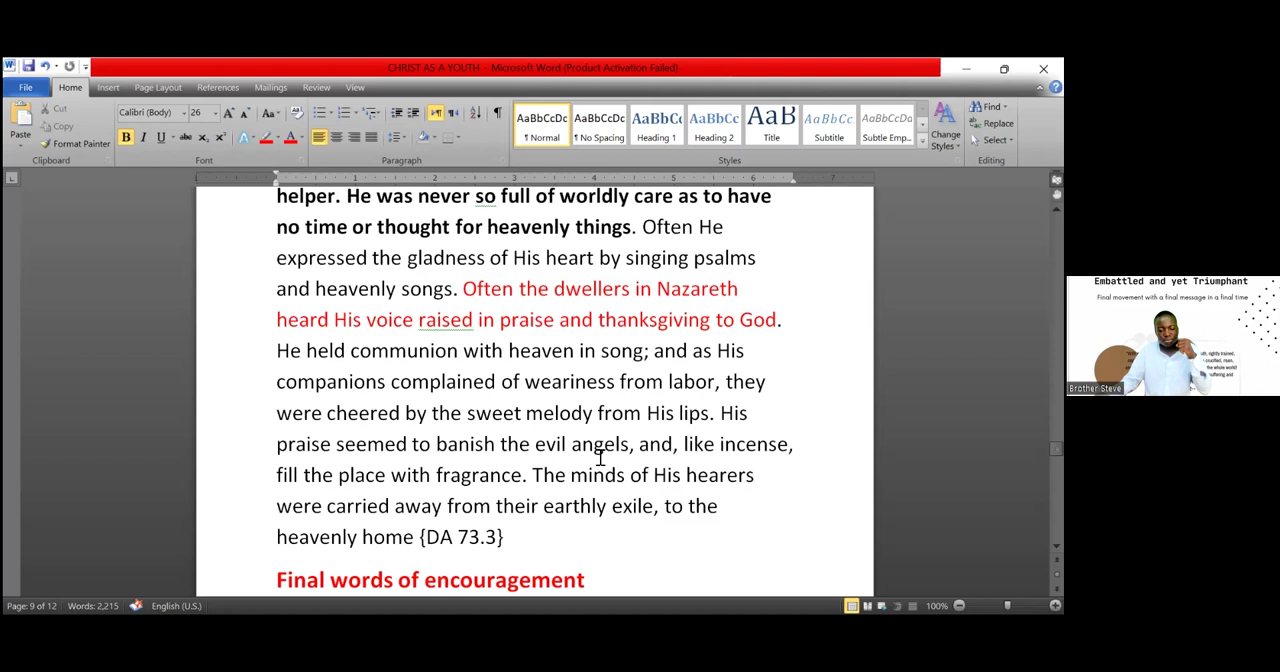 CHRIST AS A YOUTH - Microsoft Word (Product Activation Failed)
File Home Insert Page Layout References Mailings Review View
Cut
Copy
Format Painter
Paste
Calibri (Body) 26
AaBbCcDc AaBbCcDc AaBbCc AaBbCc AaB AaBbCc. AaBbCcDc
¶ Normal ¶ No Spacing Heading 1 Heading 2 Title Subtitle Subtle Emp...
Change Styles
Find
Replace
Select
Clipboard Font Paragraph Styles Editing
1 2 3 4 5 6 7
helper. He was never so full of worldly care as to have
no time or thought for heavenly things. Often He
expressed the gladness of His heart by singing psalms
and heavenly songs. Often the dwellers in Nazareth
heard His voice raised in praise and thanksgiving to God.
He held communion with heaven in song; and as His
companions complained of weariness from labor, they
were cheered by the sweet melody from His lips. His
praise seemed to banish the evil angels, and, like incense,
fill the place with fragrance. The minds of His hearers
were carried away from their earthly exile, to the
heavenly home {DA 73.3}
Final words of encouragement
Page: 9 of 12 Words: 2,215 English (U.S.) 100%
Embattled and yet Triumphant
Final movement with a final message in a final time
Brother Steve